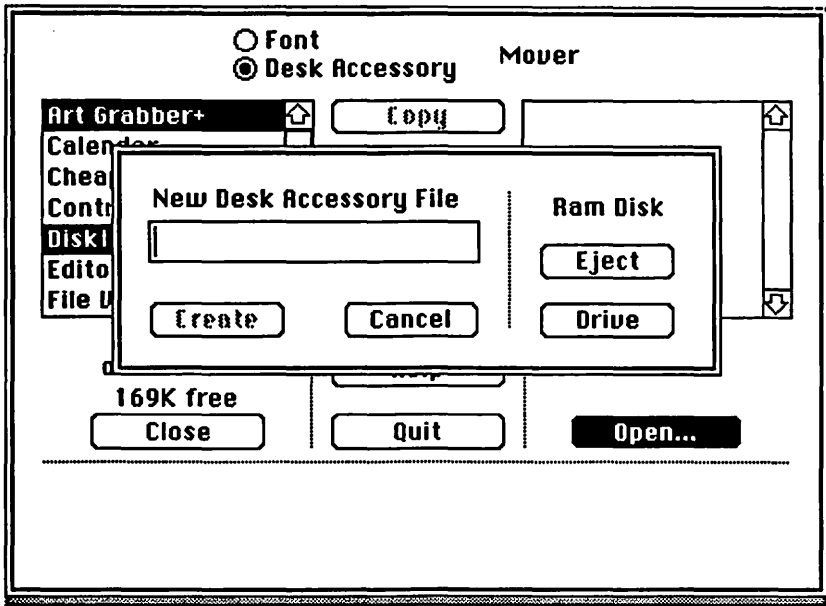 Font
Desk Accessory
Mover
Art Grabber+
Copy
New Desk Accessory File
Ram Disk
Eject
Create
Cancel
Drive
169K free
Close
Quit
Open...